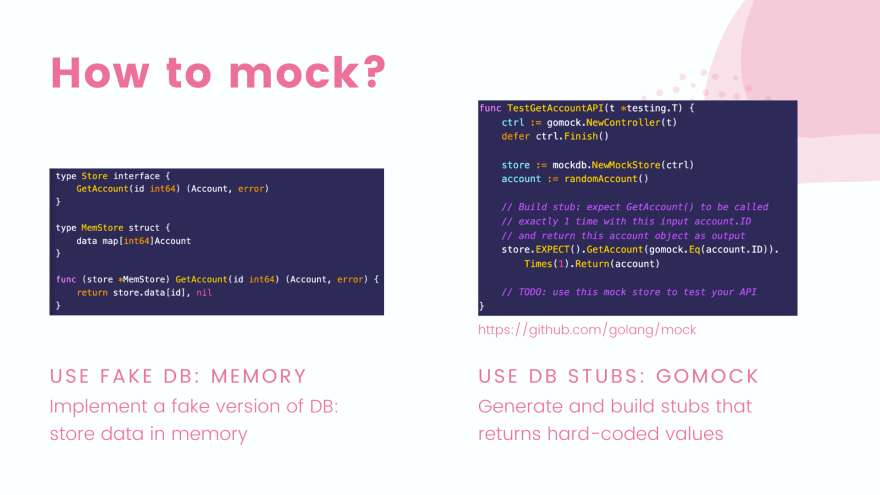 How to mock?
type Store interface {
    GetAccount(id int64) (Account, error)
}
type MemStore struct {
    data map[int64]Account
}
func (store *MemStore) GetAccount(id int64) (Account, error) {
    return store.data[id], nil
}
USE FAKE DB: MEMORY
Implement a fake version of DB:
store data in memory
func TestGetAccountAPI(t *testing.T) {
    ctrl := gomock.NewController(t)
    defer ctrl.Finish()
    store := mockdb.NewMockStore(ctrl)
    account := randomAccount()
    // Build stub: expect GetAccount() to be called
    // exactly 1 time with this input account.ID
    // and return this account object as output
    store.EXPECT().GetAccount(gomock.Eq(account.ID)).
        Times(1).Return(account)
    // TODO: use this mock store to test your API
}
https://github.com/golang/mock
USE DB STUBS: GOMOCK
Generate and build stubs that
returns hard-coded values